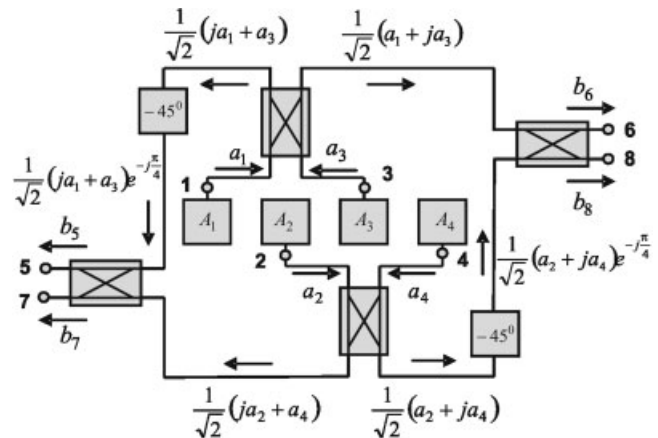 1/√2 (ja₁ + a₃)
1/√2 (a₁ + ja₃)
−45⁰
b₆
6
8
b₈
a₁
a₃
1
3
1/√2 (ja₁ + a₃)e^(−jπ/4)
A₁
A₂
A₃
A₄
b₅
2
4
1/√2 (a₂ + ja₄)e^(−jπ/4)
5
7
a₂
a₄
b₇
−45⁰
1/√2 (ja₂ + a₄)
1/√2 (a₂ + ja₄)